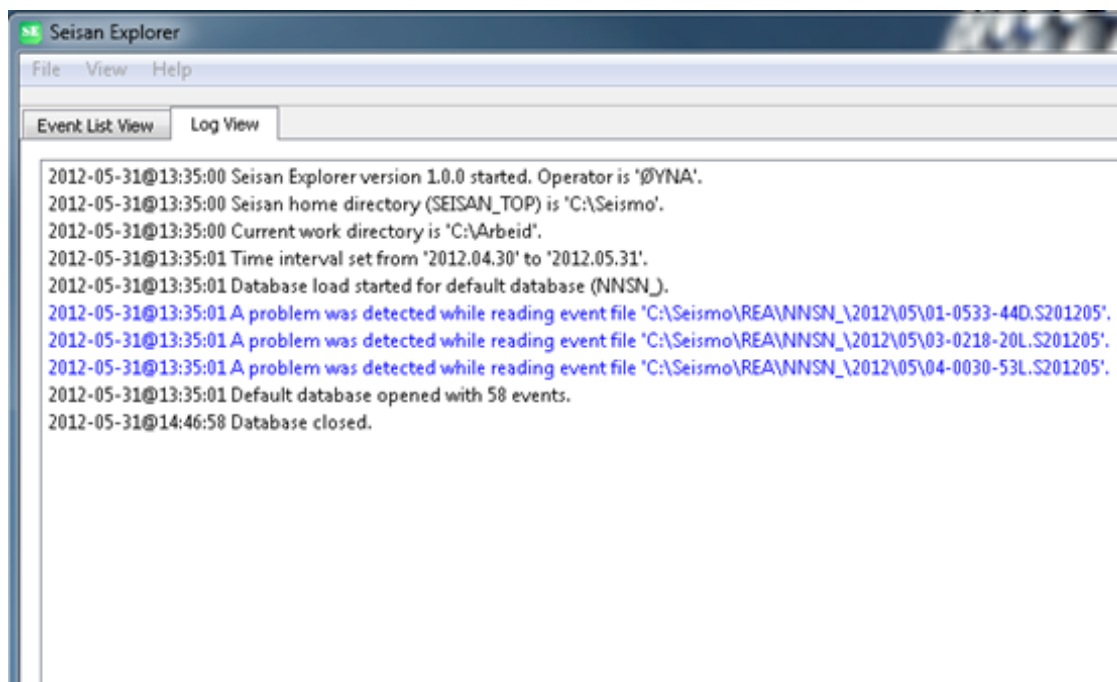 SE Seisan Explorer
File View Help
Event List View Log View
2012-05-31@13:35:00 Seisan Explorer version 1.0.0 started. Operator is 'ØYNA'.
2012-05-31@13:35:00 Seisan home directory (SEISAN_TOP) is 'C:\Seismo'.
2012-05-31@13:35:00 Current work directory is 'C:\Arbeid'.
2012-05-31@13:35:01 Time interval set from '2012.04.30' to '2012.05.31'.
2012-05-31@13:35:01 Database load started for default database (NNSN_).
2012-05-31@13:35:01 A problem was detected while reading event file 'C:\Seismo\REA\NNSN_\2012\05\01-0533-44D.S201205'.
2012-05-31@13:35:01 A problem was detected while reading event file 'C:\Seismo\REA\NNSN_\2012\05\03-0218-20L.S201205'.
2012-05-31@13:35:01 A problem was detected while reading event file 'C:\Seismo\REA\NNSN_\2012\05\04-0030-53L.S201205'.
2012-05-31@13:35:01 Default database opened with 58 events.
2012-05-31@14:46:58 Database closed.